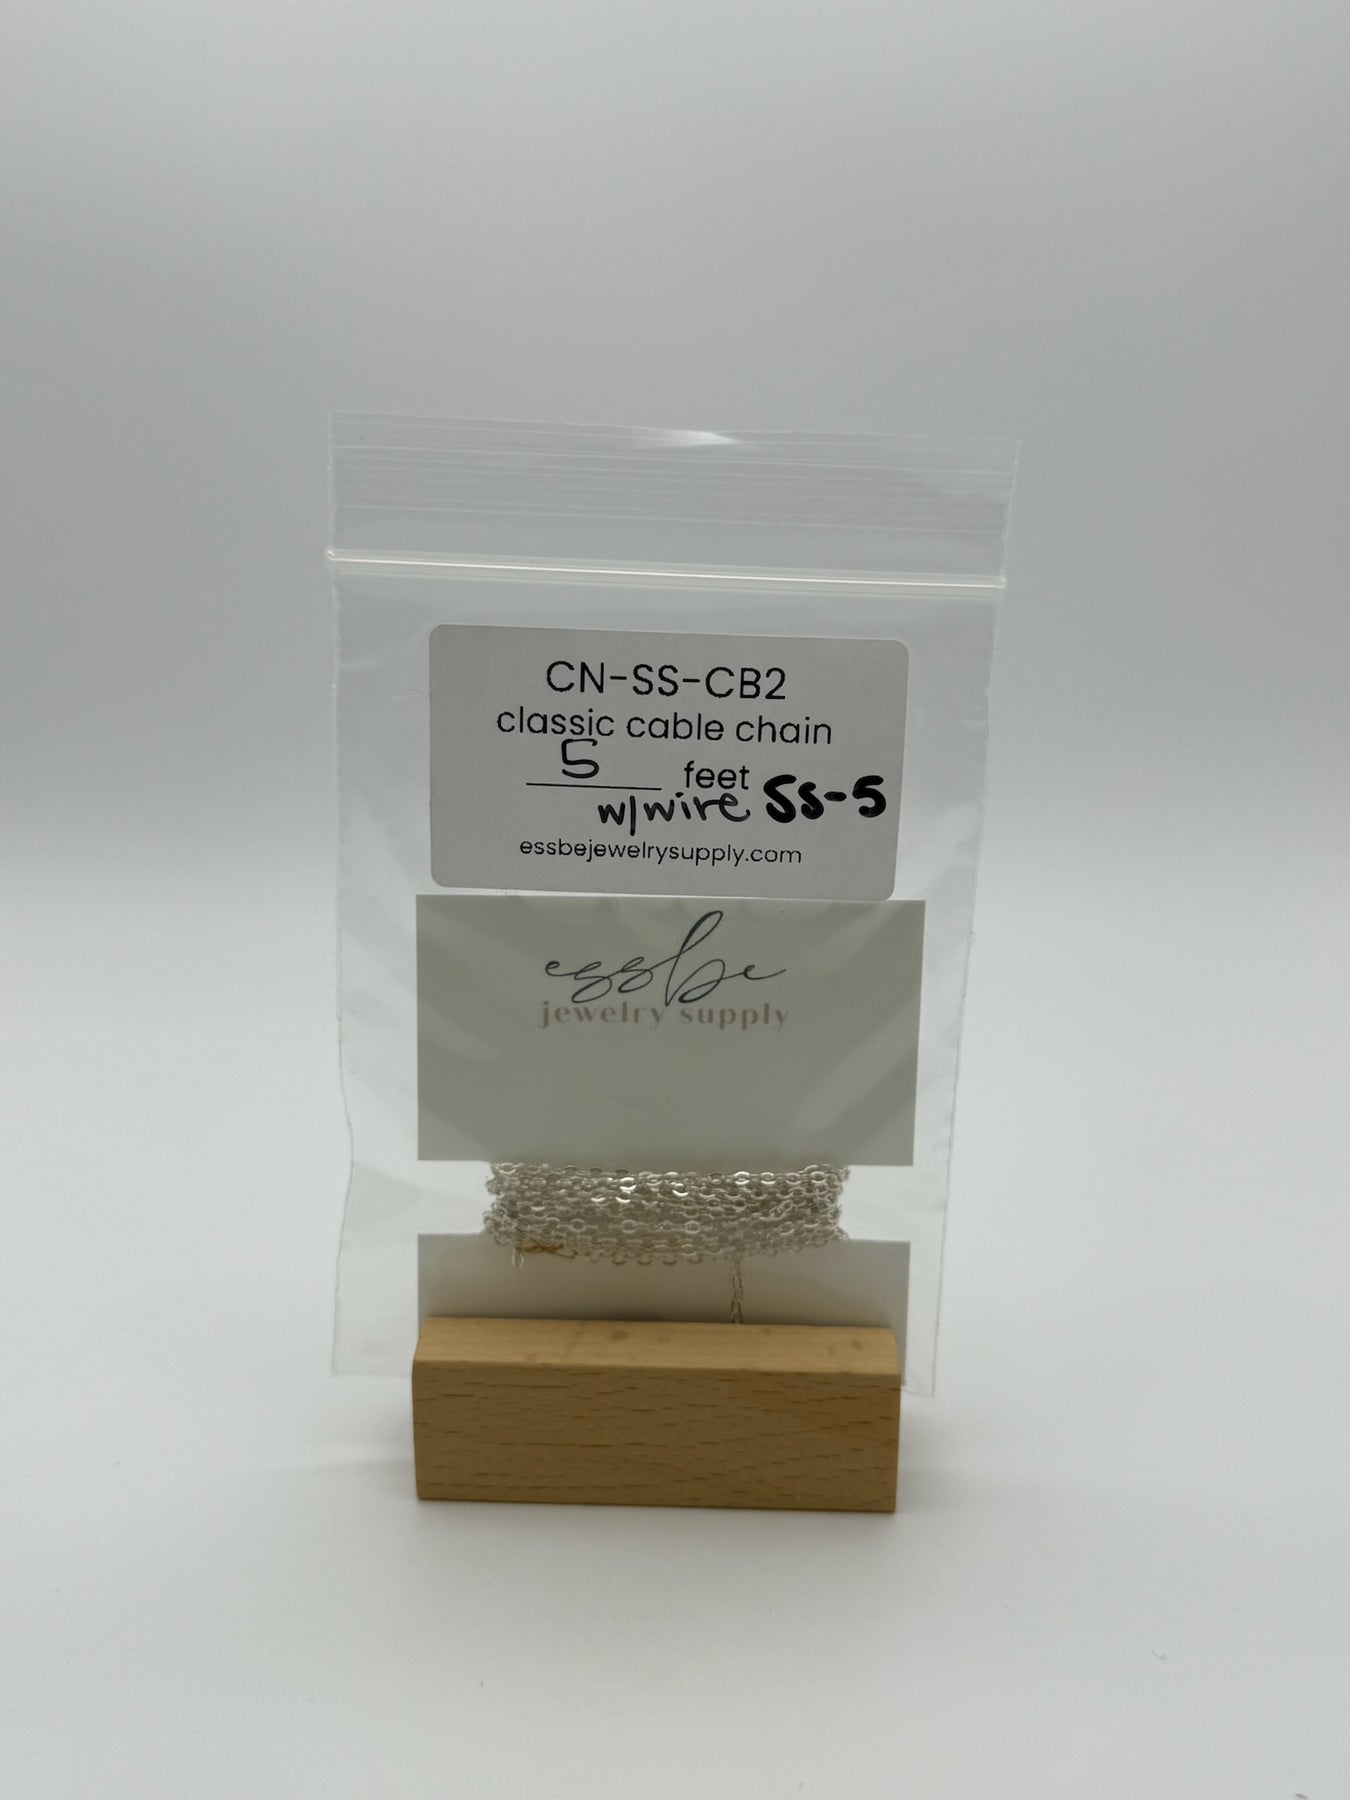 CN-SS-CB2
classic cable chain
5 feet
w/wire SS-5
essbejewelrysupply.com
essbe
jewelry supply